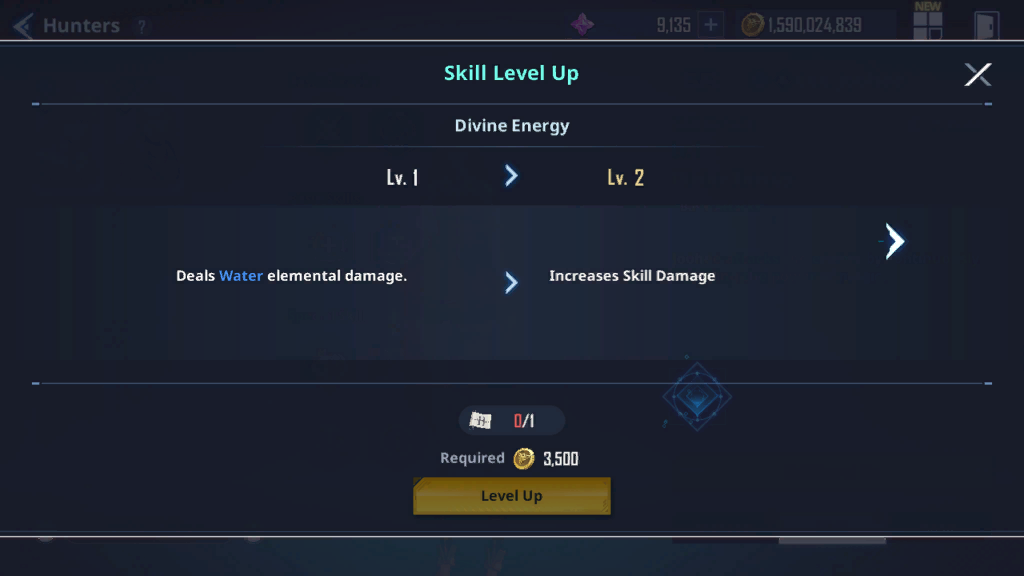 Hunters ?
9,135 + 1,590,024,839
NEW
Skill Level Up
Divine Energy
Lv. 1
Lv. 2
Deals Water elemental damage.
Increases Skill Damage
0/1
Required 3,500
Level Up